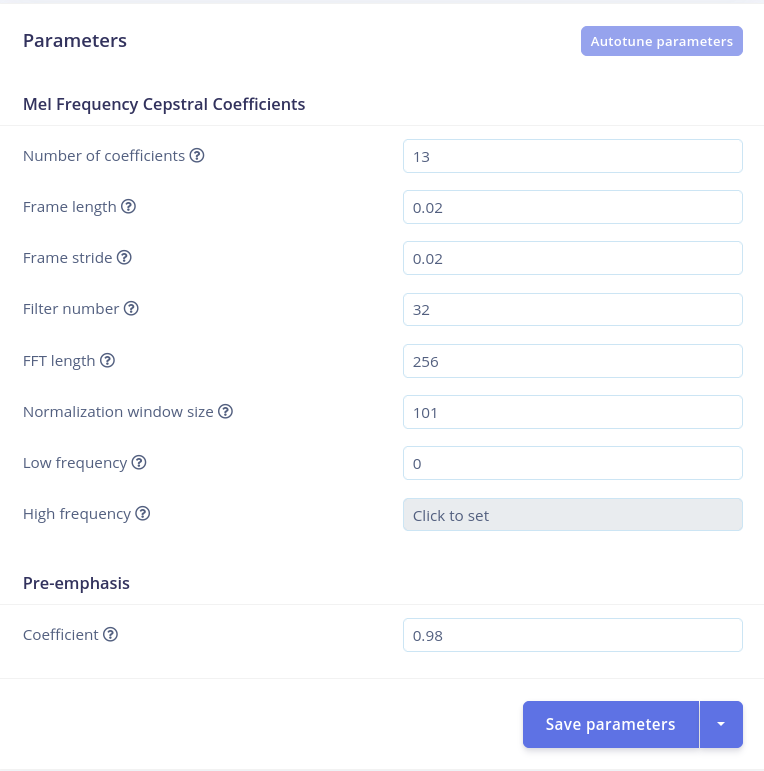 Parameters
Autotune parameters
Mel Frequency Cepstral Coefficients
Number of coefficients
13
Frame length
0.02
Frame stride
0.02
Filter number
32
FFT length
256
Normalization window size
101
Low frequency
0
High frequency
Click to set
Pre-emphasis
Coefficient
0.98
Save parameters